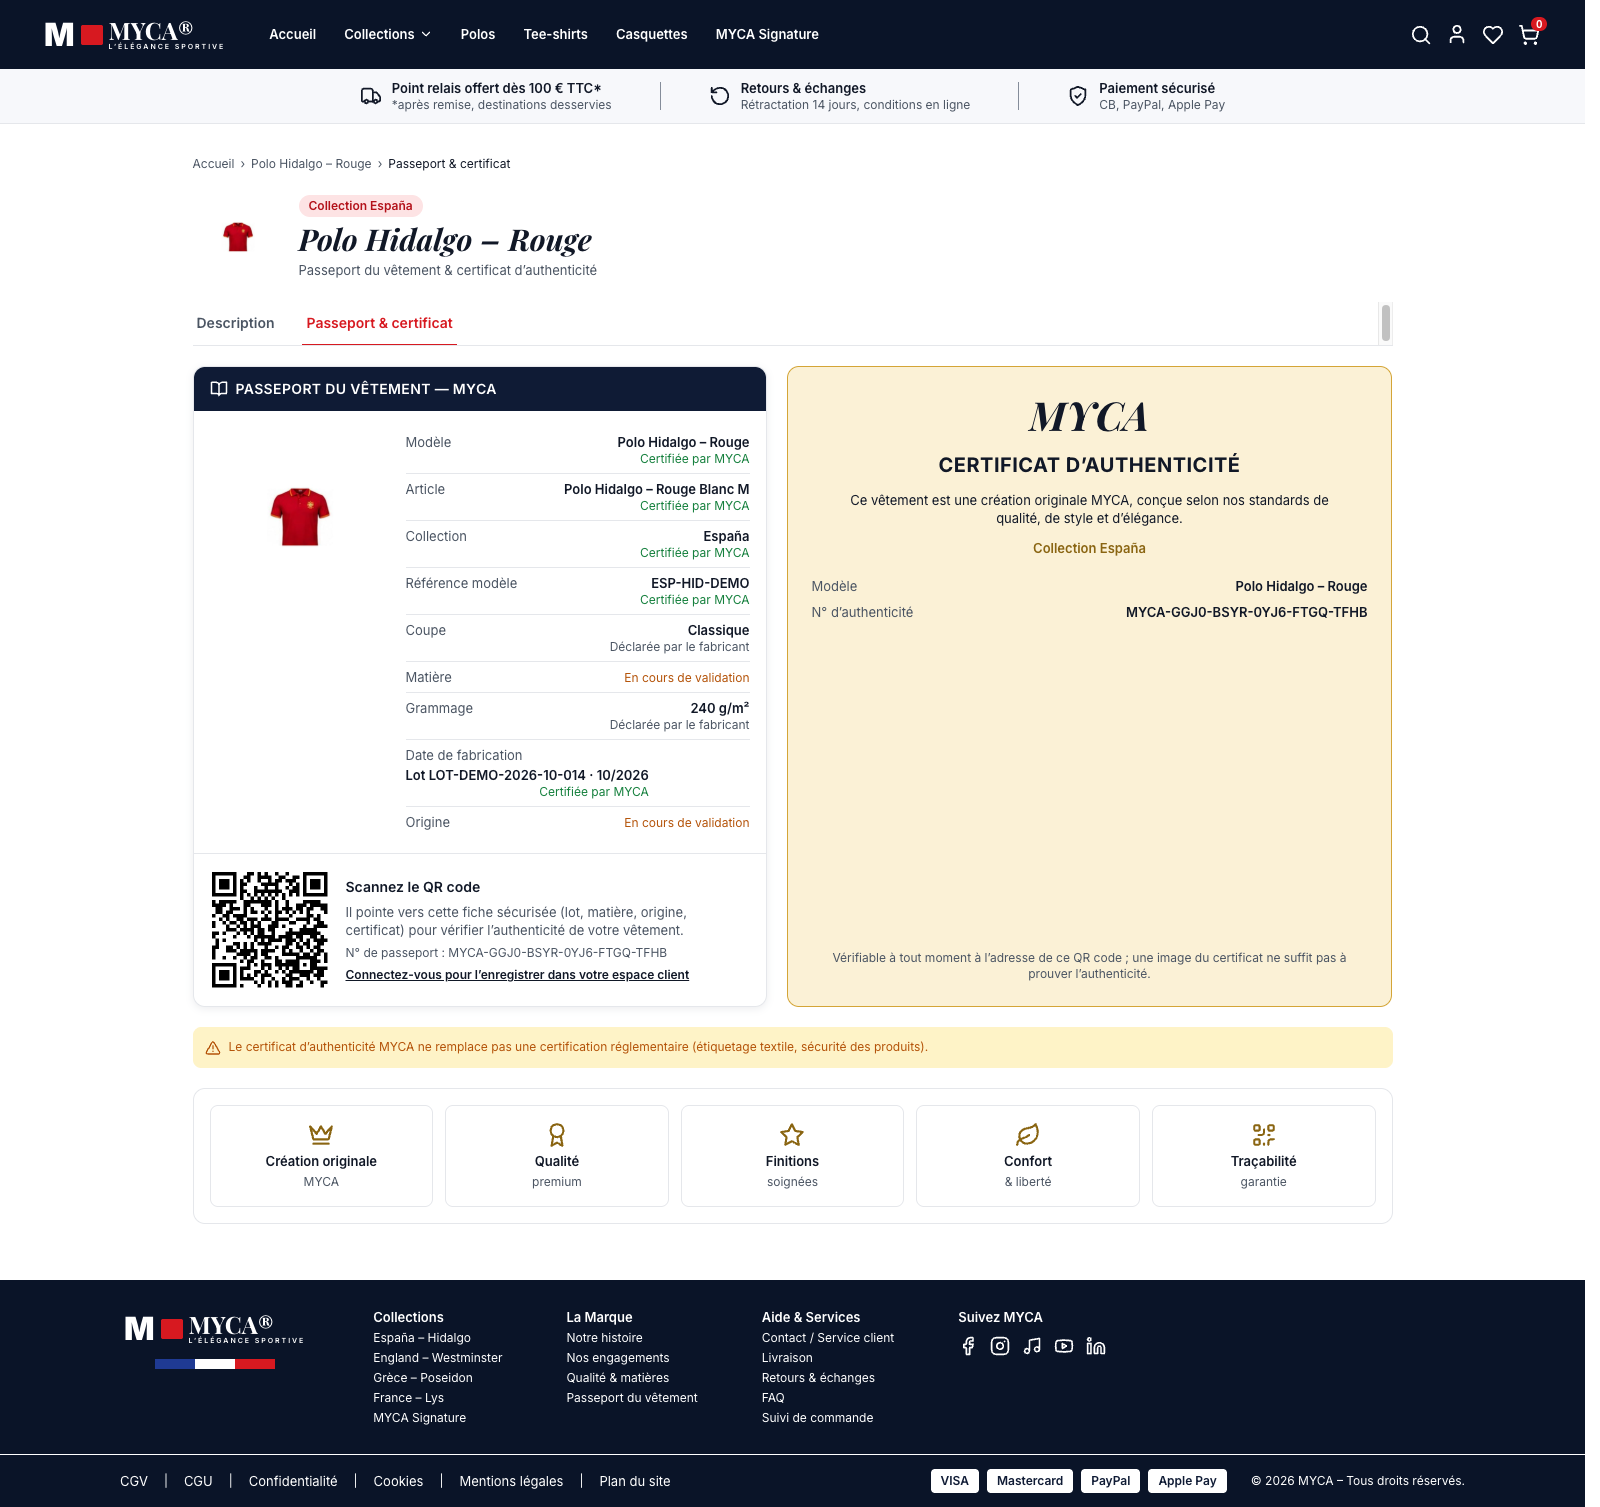 M MYCA®
L'ÉLÉGANCE SPORTIVE
Accueil
Collections
Polos
Tee-shirts
Casquettes
MYCA Signature
0
Point relais offert dès 100 € TTC*
*après remise, destinations desservies
Retours & échanges
Rétractation 14 jours, conditions en ligne
Paiement sécurisé
CB, PayPal, Apple Pay
Accueil › Polo Hidalgo – Rouge › Passeport & certificat
Collection España
Polo Hidalgo – Rouge
Passeport du vêtement & certificat d’authenticité
Description
Passeport & certificat
PASSEPORT DU VÊTEMENT — MYCA
Modèle
Polo Hidalgo – Rouge
Certifiée par MYCA
Article
Polo Hidalgo – Rouge Blanc M
Certifiée par MYCA
Collection
España
Certifiée par MYCA
Référence modèle
ESP-HID-DEMO
Certifiée par MYCA
Coupe
Classique
Déclarée par le fabricant
Matière
En cours de validation
Grammage
240 g/m²
Déclarée par le fabricant
Date de fabrication
Lot LOT-DEMO-2026-10-014 · 10/2026
Certifiée par MYCA
Origine
En cours de validation
Scannez le QR code
Il pointe vers cette fiche sécurisée (lot, matière, origine,
certificat) pour vérifier l’authenticité de votre vêtement.
N° de passeport : MYCA-GGJ0-BSYR-0YJ6-FTGQ-TFHB
Connectez-vous pour l’enregistrer dans votre espace client
MYCA
CERTIFICAT D’AUTHENTICITÉ
Ce vêtement est une création originale MYCA, conçue selon nos standards de
qualité, de style et d’élégance.
Collection España
Modèle
Polo Hidalgo – Rouge
N° d’authenticité
MYCA-GGJ0-BSYR-0YJ6-FTGQ-TFHB
Vérifiable à tout moment à l’adresse de ce QR code ; une image du certificat ne suffit pas à
prouver l’authenticité.
Le certificat d’authenticité MYCA ne remplace pas une certification réglementaire (étiquetage textile, sécurité des produits).
Création originale
MYCA
Qualité
premium
Finitions
soignées
Confort
& liberté
Traçabilité
garantie
M MYCA®
L'ÉLÉGANCE SPORTIVE
Collections
España – Hidalgo
England – Westminster
Grèce – Poseidon
France – Lys
MYCA Signature
La Marque
Notre histoire
Nos engagements
Qualité & matières
Passeport du vêtement
Aide & Services
Contact / Service client
Livraison
Retours & échanges
FAQ
Suivi de commande
Suivez MYCA
CGV | CGU | Confidentialité | Cookies | Mentions légales | Plan du site
VISA
Mastercard
PayPal
Apple Pay
© 2026 MYCA – Tous droits réservés.